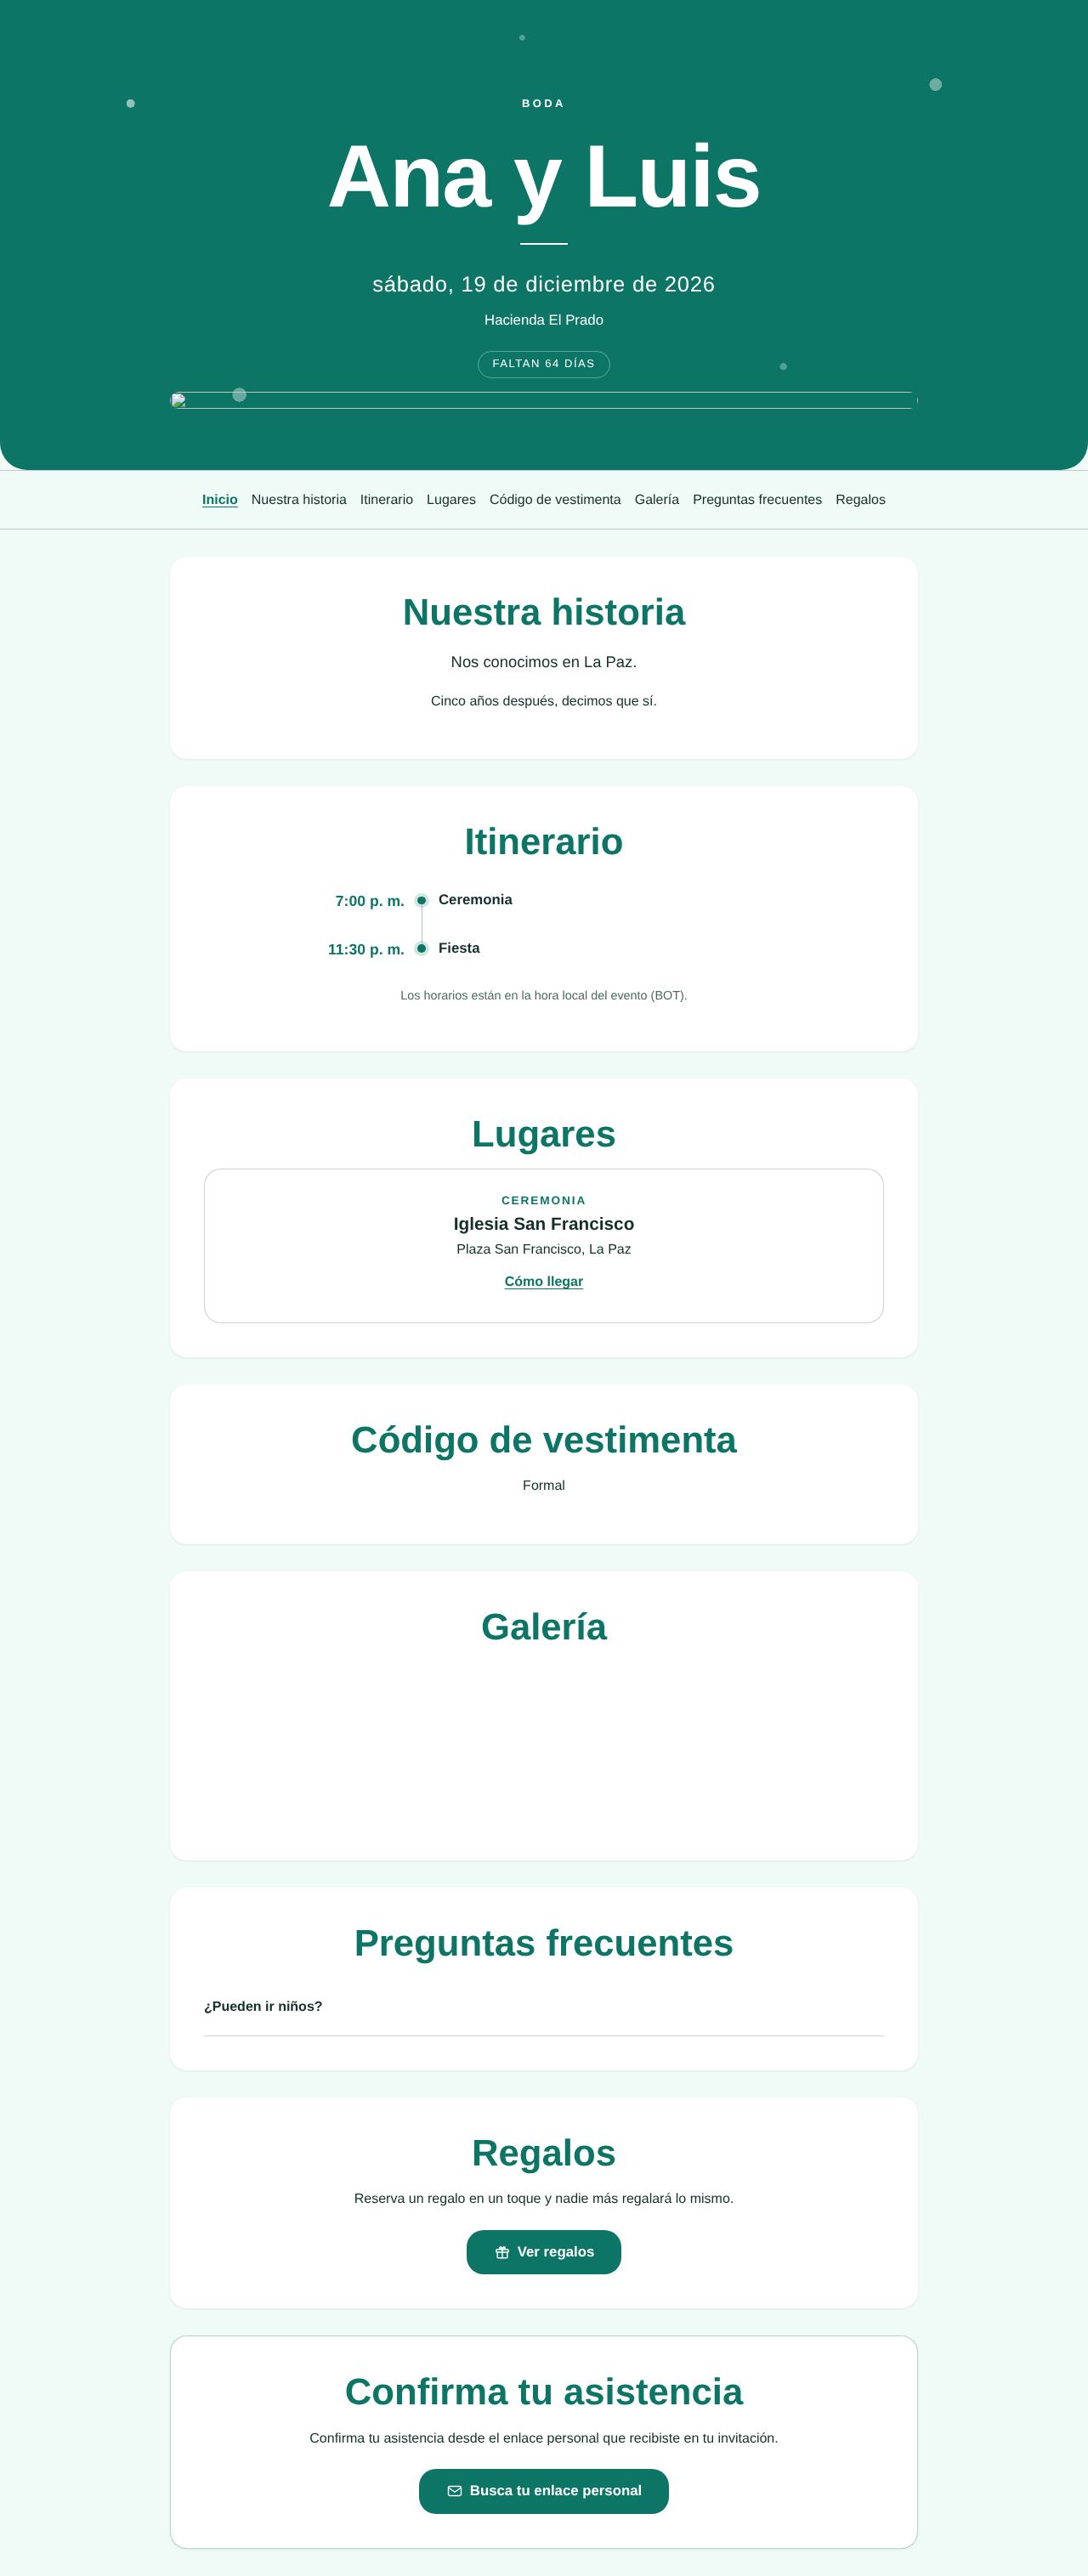 BODA
Ana y Luis
sábado, 19 de diciembre de 2026
Hacienda El Prado
FALTAN 64 DÍAS
Inicio Nuestra historia Itinerario Lugares Código de vestimenta Galería Preguntas frecuentes Regalos
Nuestra historia
Nos conocimos en La Paz.
Cinco años después, decimos que sí.
Itinerario
7:00 p. m. Ceremonia
11:30 p. m. Fiesta
Los horarios están en la hora local del evento (BOT).
Lugares
CEREMONIA
Iglesia San Francisco
Plaza San Francisco, La Paz
Cómo llegar
Código de vestimenta
Formal
Galería
Preguntas frecuentes
¿Pueden ir niños?
Regalos
Reserva un regalo en un toque y nadie más regalará lo mismo.
Ver regalos
Confirma tu asistencia
Confirma tu asistencia desde el enlace personal que recibiste en tu invitación.
Busca tu enlace personal